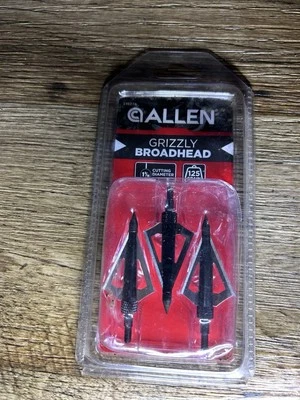 ALLEN
GRIZZLY
BROADHEAD
CUTTING
DIAMETER
125